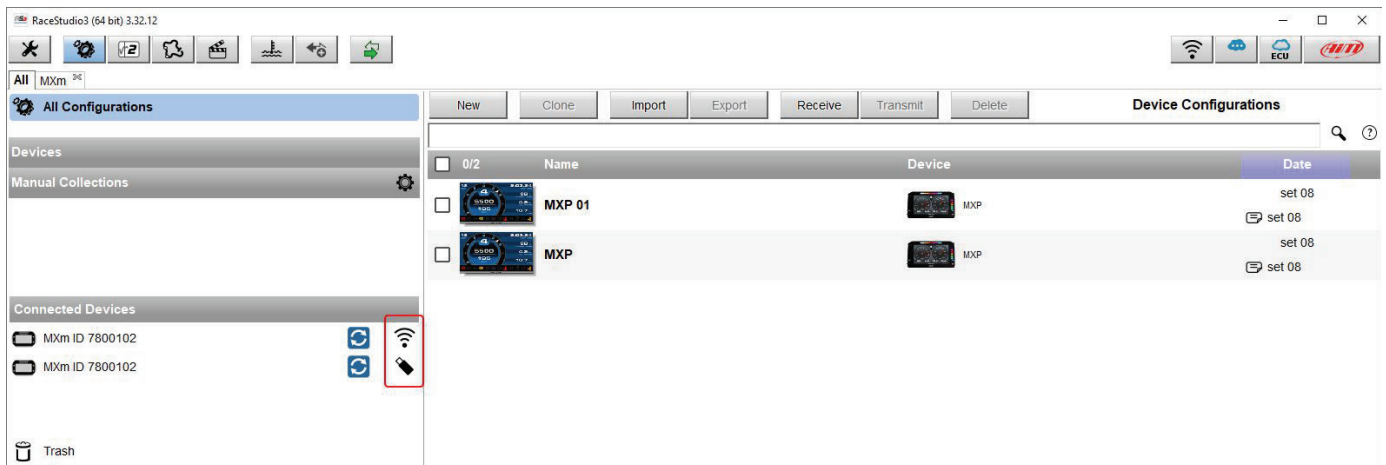 RaceStudio3 (64 bit) 3.32.12
ECU
AiM
All MXm
All Configurations
New Clone Import Export Receive Transmit Delete Device Configurations
Devices
0/2 Name Device Date
Manual Collections
MXP 01 MXP set 08
set 08
MXP MXP set 08
set 08
Connected Devices
MXm ID 7800102
MXm ID 7800102
Trash